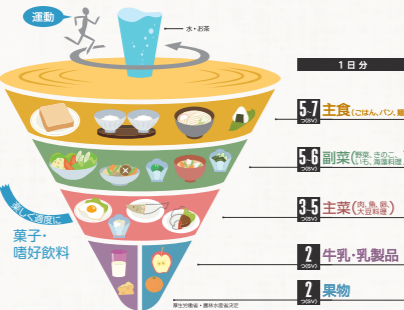 運動
水・お茶
1日分
5-7 つ(SV) 主食(ごはん、パン、麺
5-6 つ(SV) 副菜(野菜、きのこ、
いも、海藻料理
3-5 つ(SV) 主菜(肉、魚、卵、
大豆料理)
楽しく適度に
菓子・
嗜好飲料
2 つ(SV) 牛乳・乳製品
2 つ(SV) 果物
厚生労働省・農林水産省決定